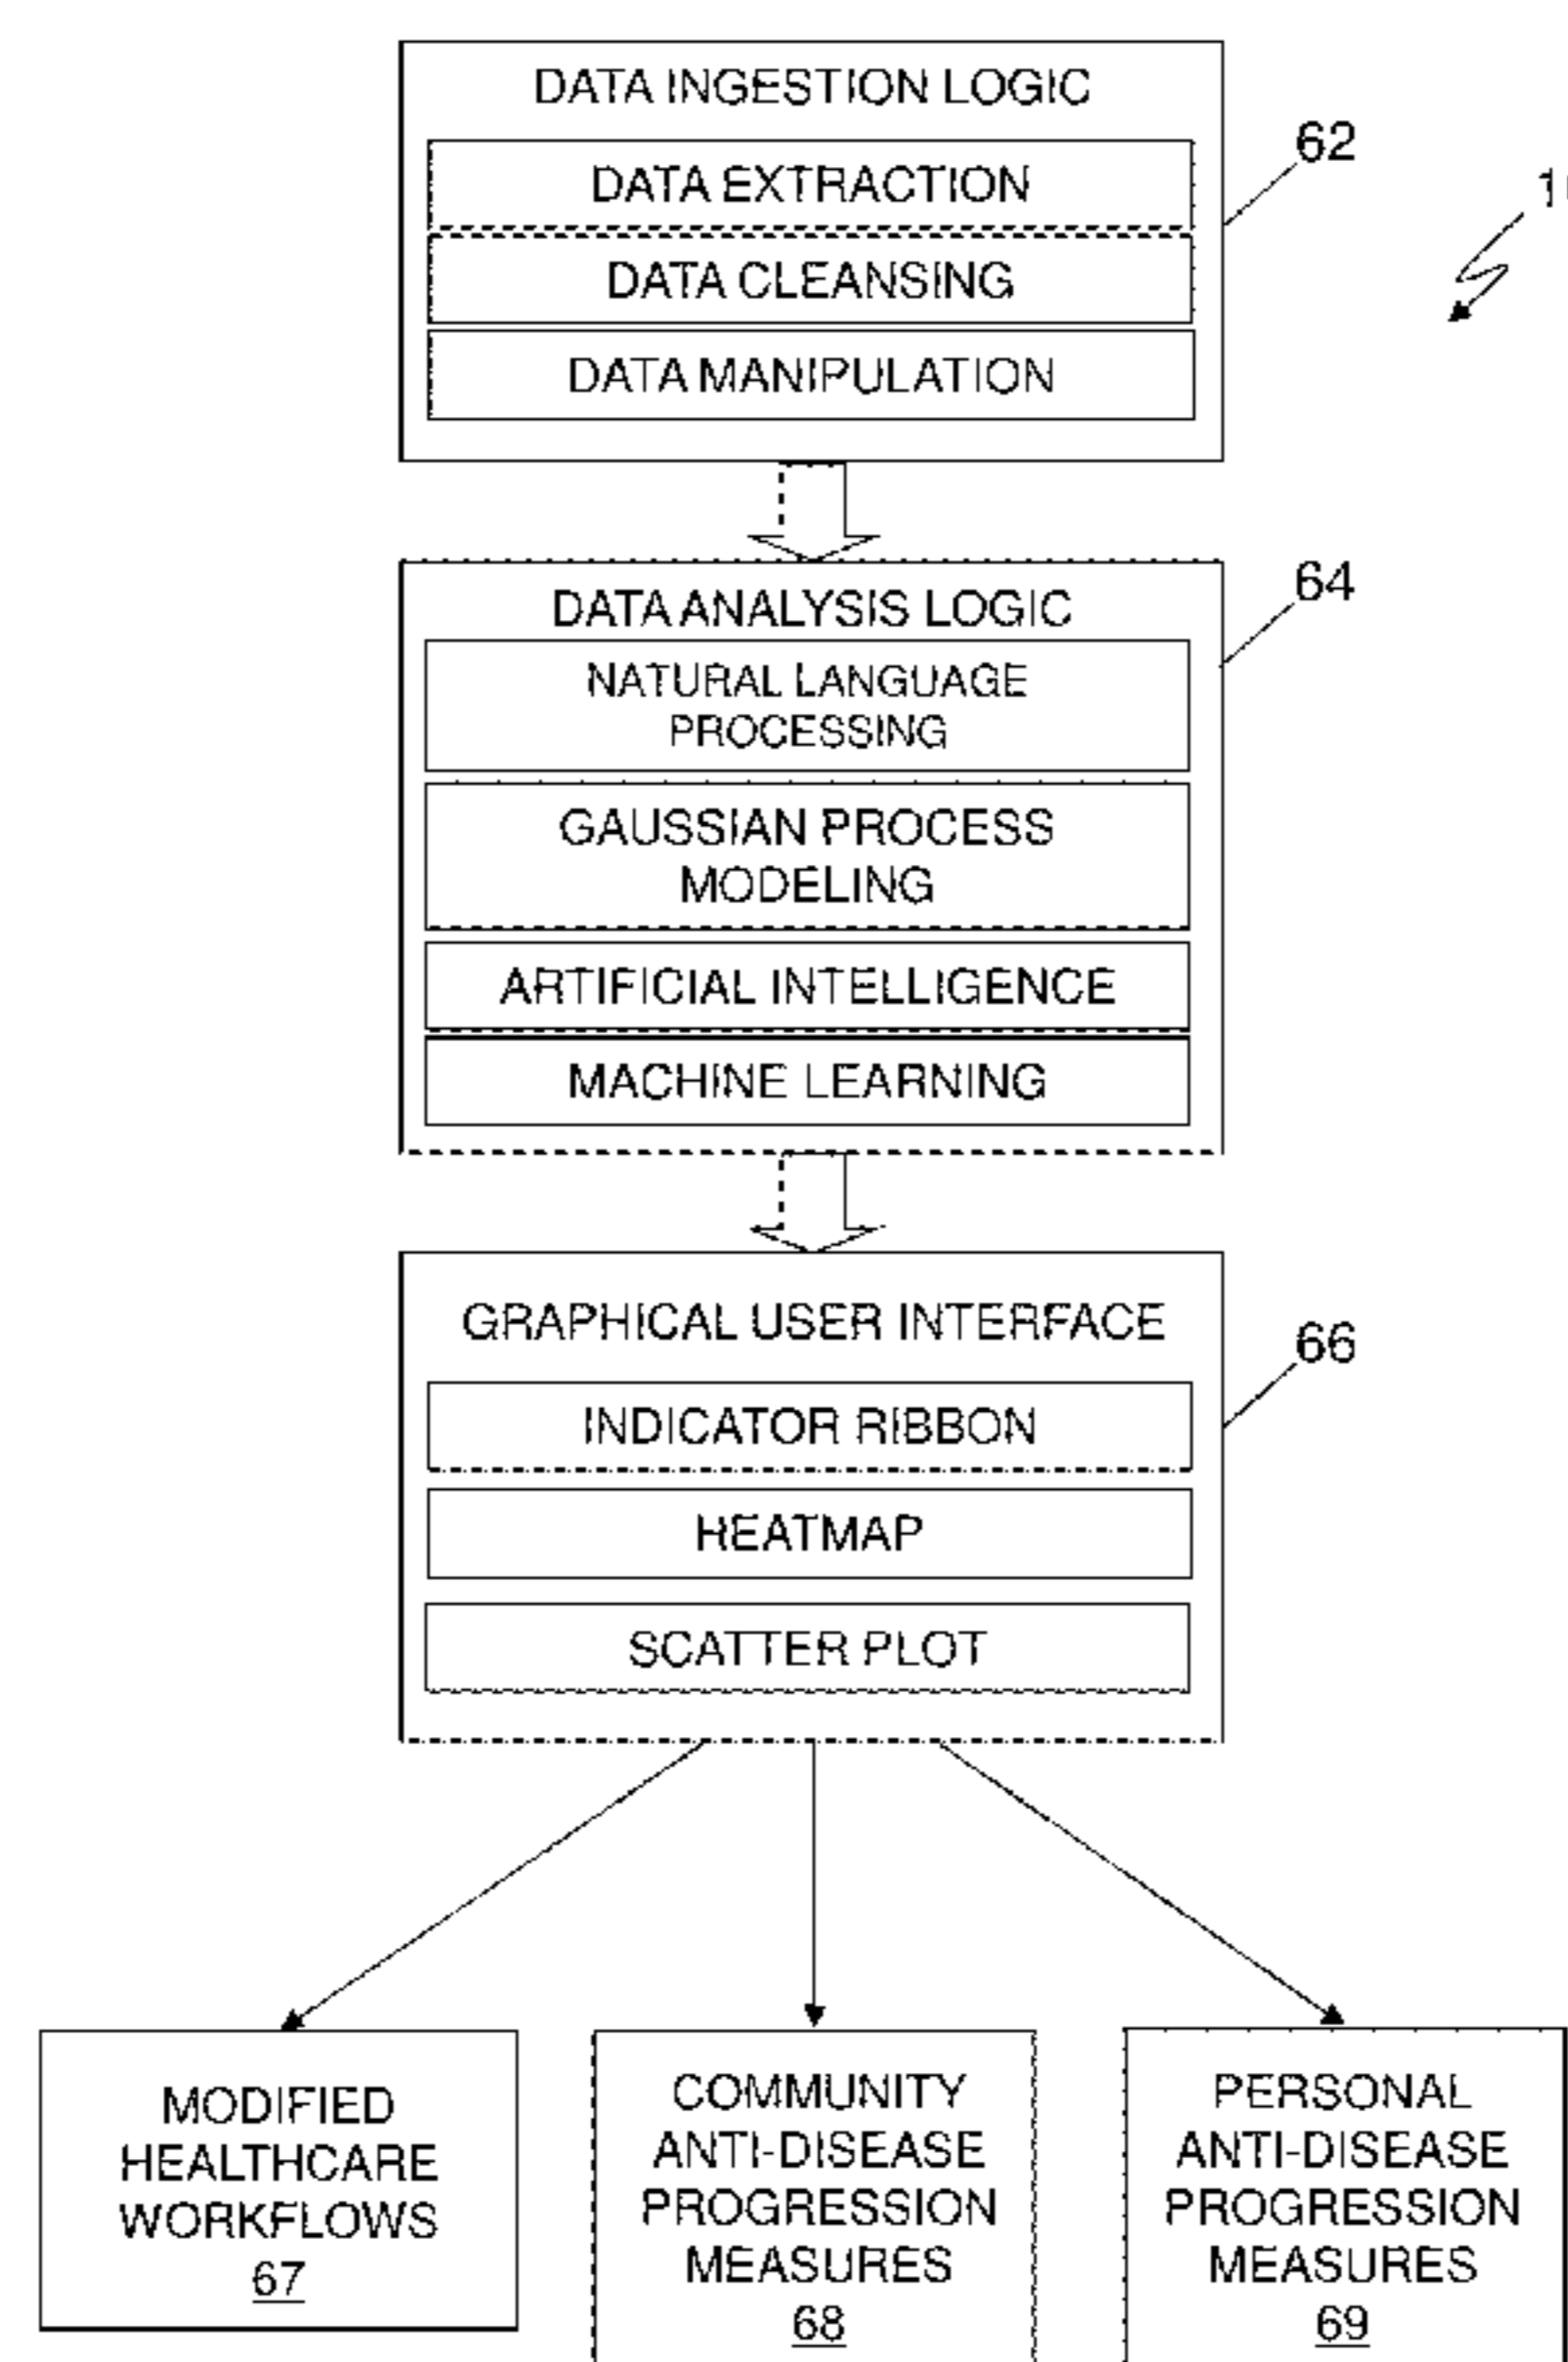 DATA INGESTION LOGIC
DATA EXTRACTION
DATA CLEANSING
DATA MANIPULATION
62
DATA ANALYSIS LOGIC
NATURAL LANGUAGE
PROCESSING
GAUSSIAN PROCESS
MODELING
ARTIFICIAL INTELLIGENCE
MACHINE LEARNING
64
GRAPHICAL USER INTERFACE
INDICATOR RIBBON
HEATMAP
SCATTER PLOT
66
MODIFIED
HEALTHCARE
WORKFLOWS
67
COMMUNITY
ANTI-DISEASE
PROGRESSION
MEASURES
68
PERSONAL
ANTI-DISEASE
PROGRESSION
MEASURES
69